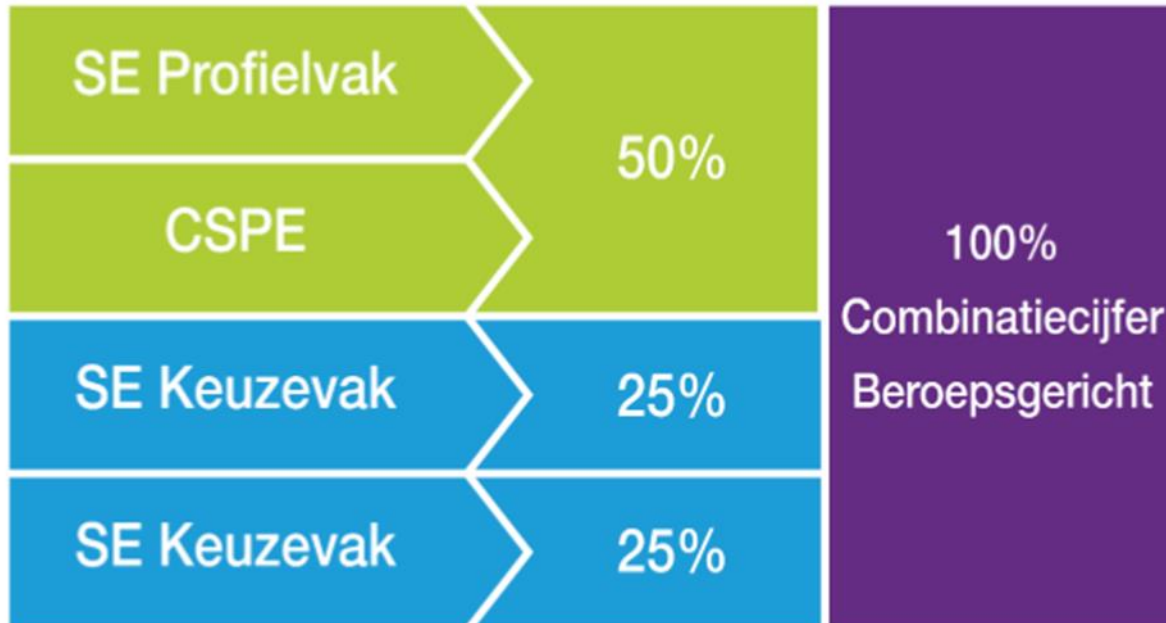 SE Profielvak
CSPE
50%
SE Keuzevak
25%
SE Keuzevak
25%
100%
Combinatiecijfer
Beroepsgericht